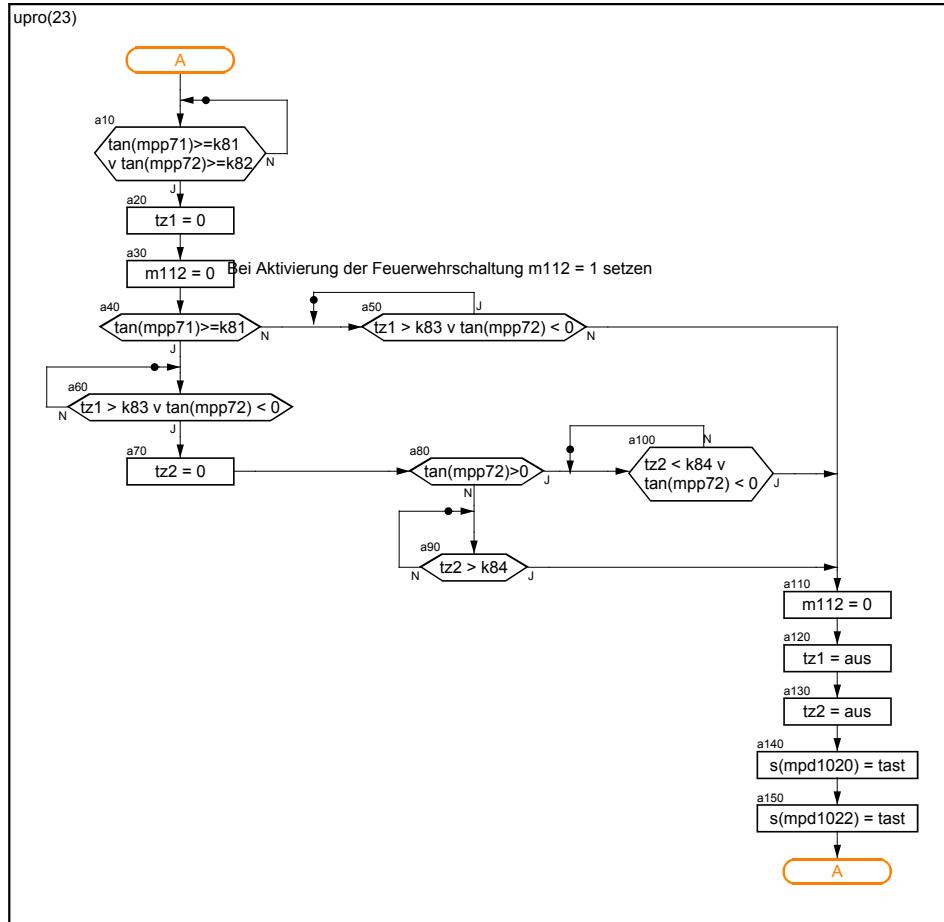 upro(23)
A
a10
tan(mpp71)>=k81
v tan(mpp72)>=k82
N
J
a20
tz1 = 0
a30
m112 = 0
Bei Aktivierung der Feuerwehrschaltung m112 = 1 setzen
a40
tan(mpp71)>=k81
N
J
a50
tz1 > k83 v tan(mpp72) < 0
J
N
a60
tz1 > k83 v tan(mpp72) < 0
N
J
a70
tz2 = 0
a80
tan(mpp72)>0
J
N
a100
N
tz2 < k84 v
tan(mpp72) < 0
J
a90
tz2 > k84
N
J
a110
m112 = 0
a120
tz1 = aus
a130
tz2 = aus
a140
s(mpd1020) = tast
a150
s(mpd1022) = tast
A